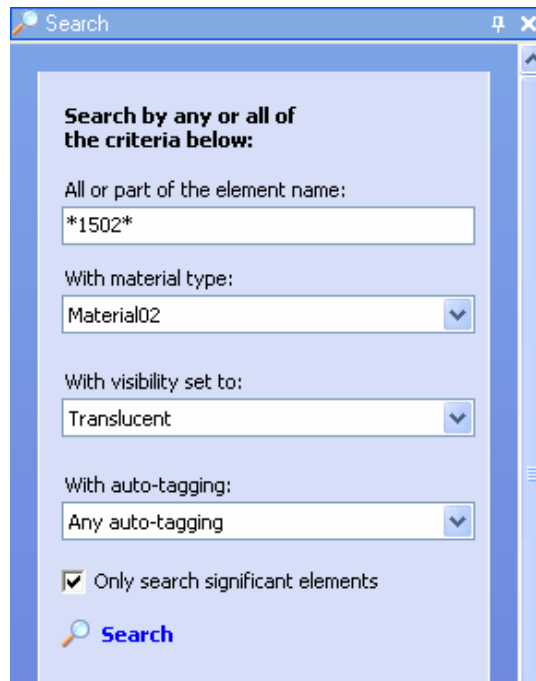 Search
Search by any or all of
the criteria below:
All or part of the element name:
*1502*
With material type:
Material02
With visibility set to:
Translucent
With auto-tagging:
Any auto-tagging
Only search significant elements
Search